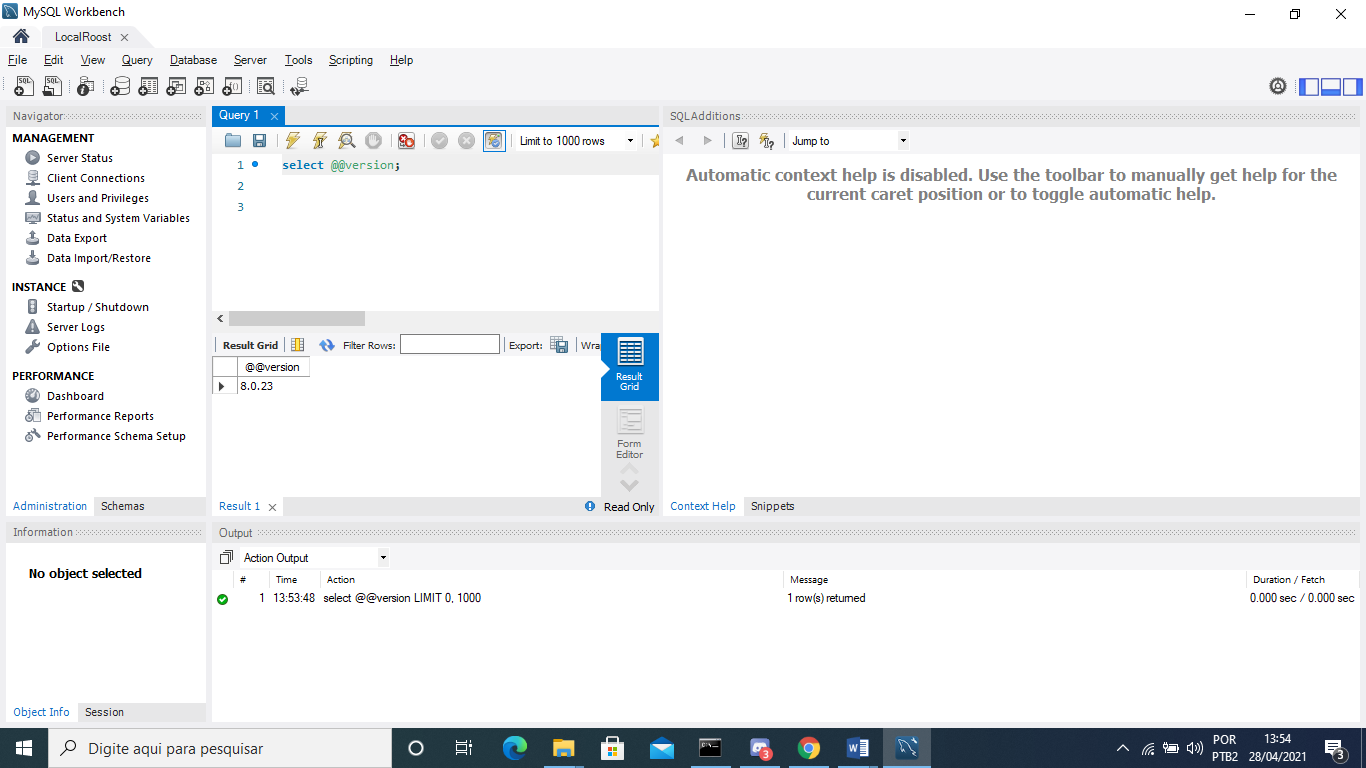 MySQL Workbench
LocalRoost
File Edit View Query Database Server Tools Scripting Help
Navigator
MANAGEMENT
Server Status
Client Connections
Users and Privileges
Status and System Variables
Data Export
Data Import/Restore
INSTANCE
Startup / Shutdown
Server Logs
Options File
PERFORMANCE
Dashboard
Performance Reports
Performance Schema Setup
Administration Schemas
Information
No object selected
Object Info Session
Query 1
Limit to 1000 rows
1 select @@version;
2
3
Result Grid Filter Rows: Export: Wra
@@version
8.0.23
Result
Grid
Form
Editor
Result 1 Read Only
SQLAdditions
Jump to
Automatic context help is disabled. Use the toolbar to manually get help for the
current caret position or to toggle automatic help.
Context Help Snippets
Output
Action Output
# Time Action Message Duration / Fetch
1 13:53:48 select @@version LIMIT 0, 1000 1 row(s) returned 0.000 sec / 0.000 sec
Digite aqui para pesquisar
3
POR
PTB2
13:54
28/04/2021
3